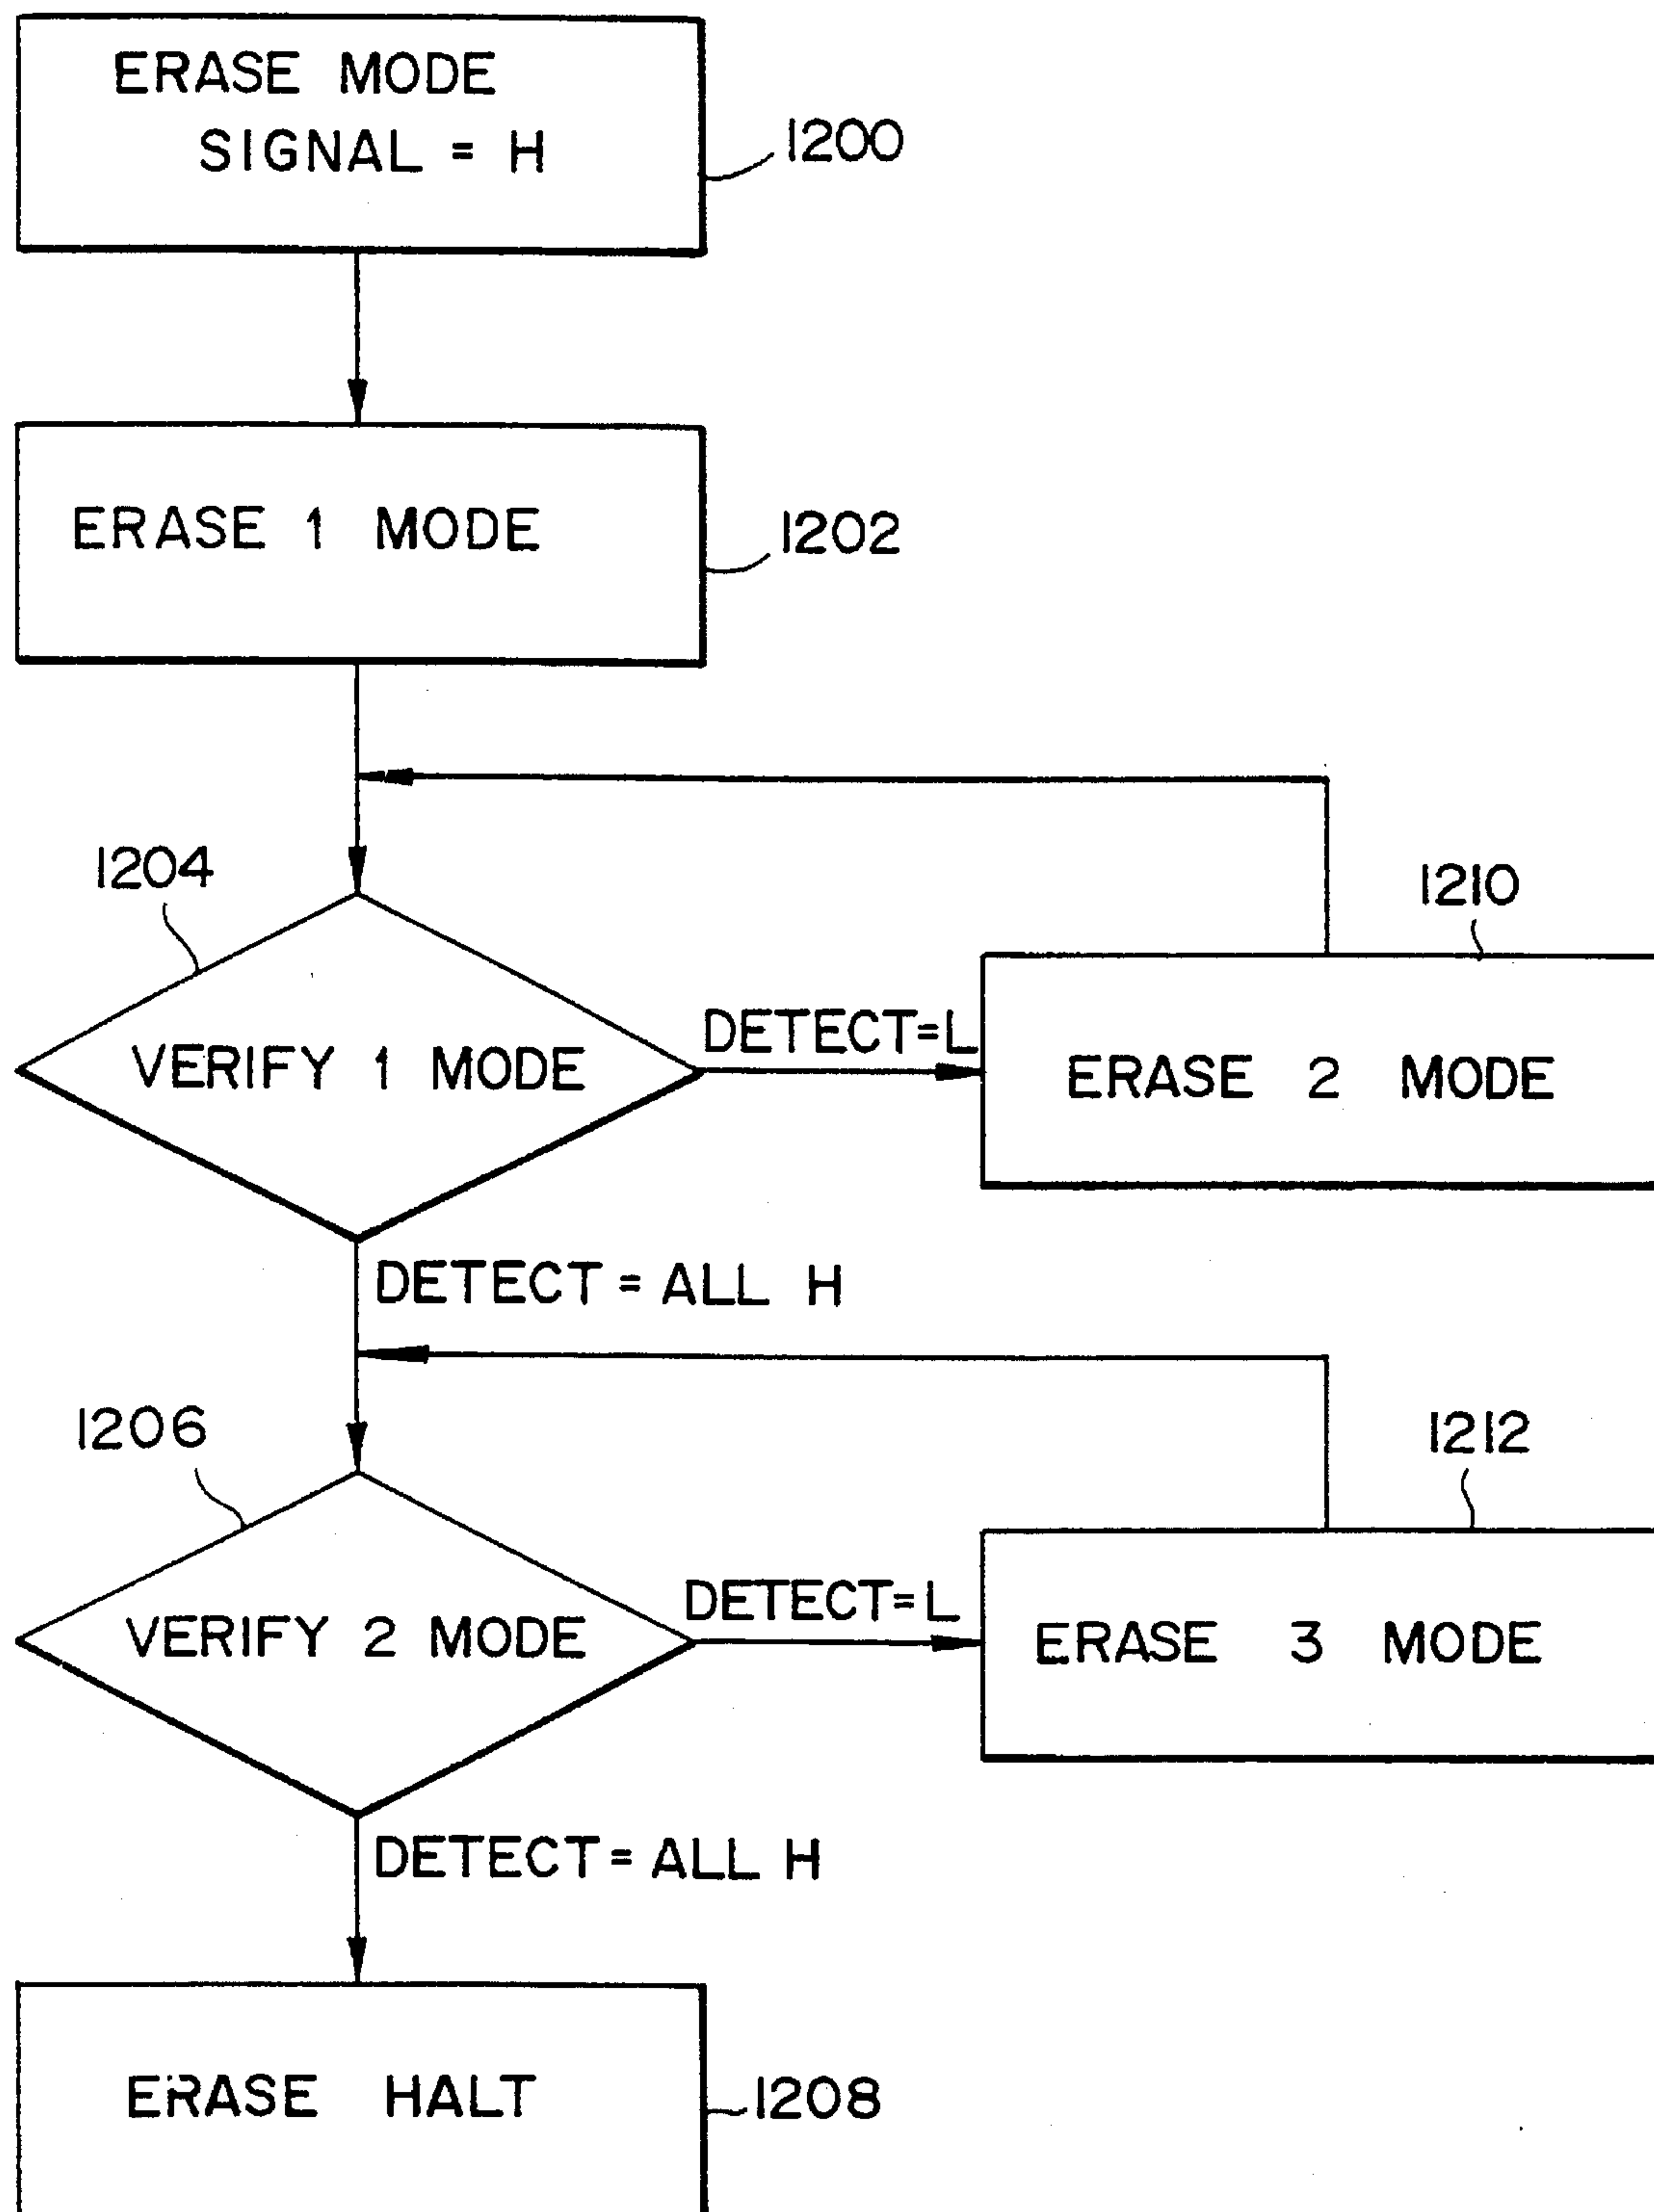 ERASE MODE
SIGNAL = H
1200
ERASE 1 MODE
1202
1204
1210
DETECT=L
VERIFY 1 MODE
ERASE 2 MODE
DETECT = ALL H
1206
1212
DETECT=L
VERIFY 2 MODE
ERASE 3 MODE
DETECT = ALL H
ERASE HALT
1208